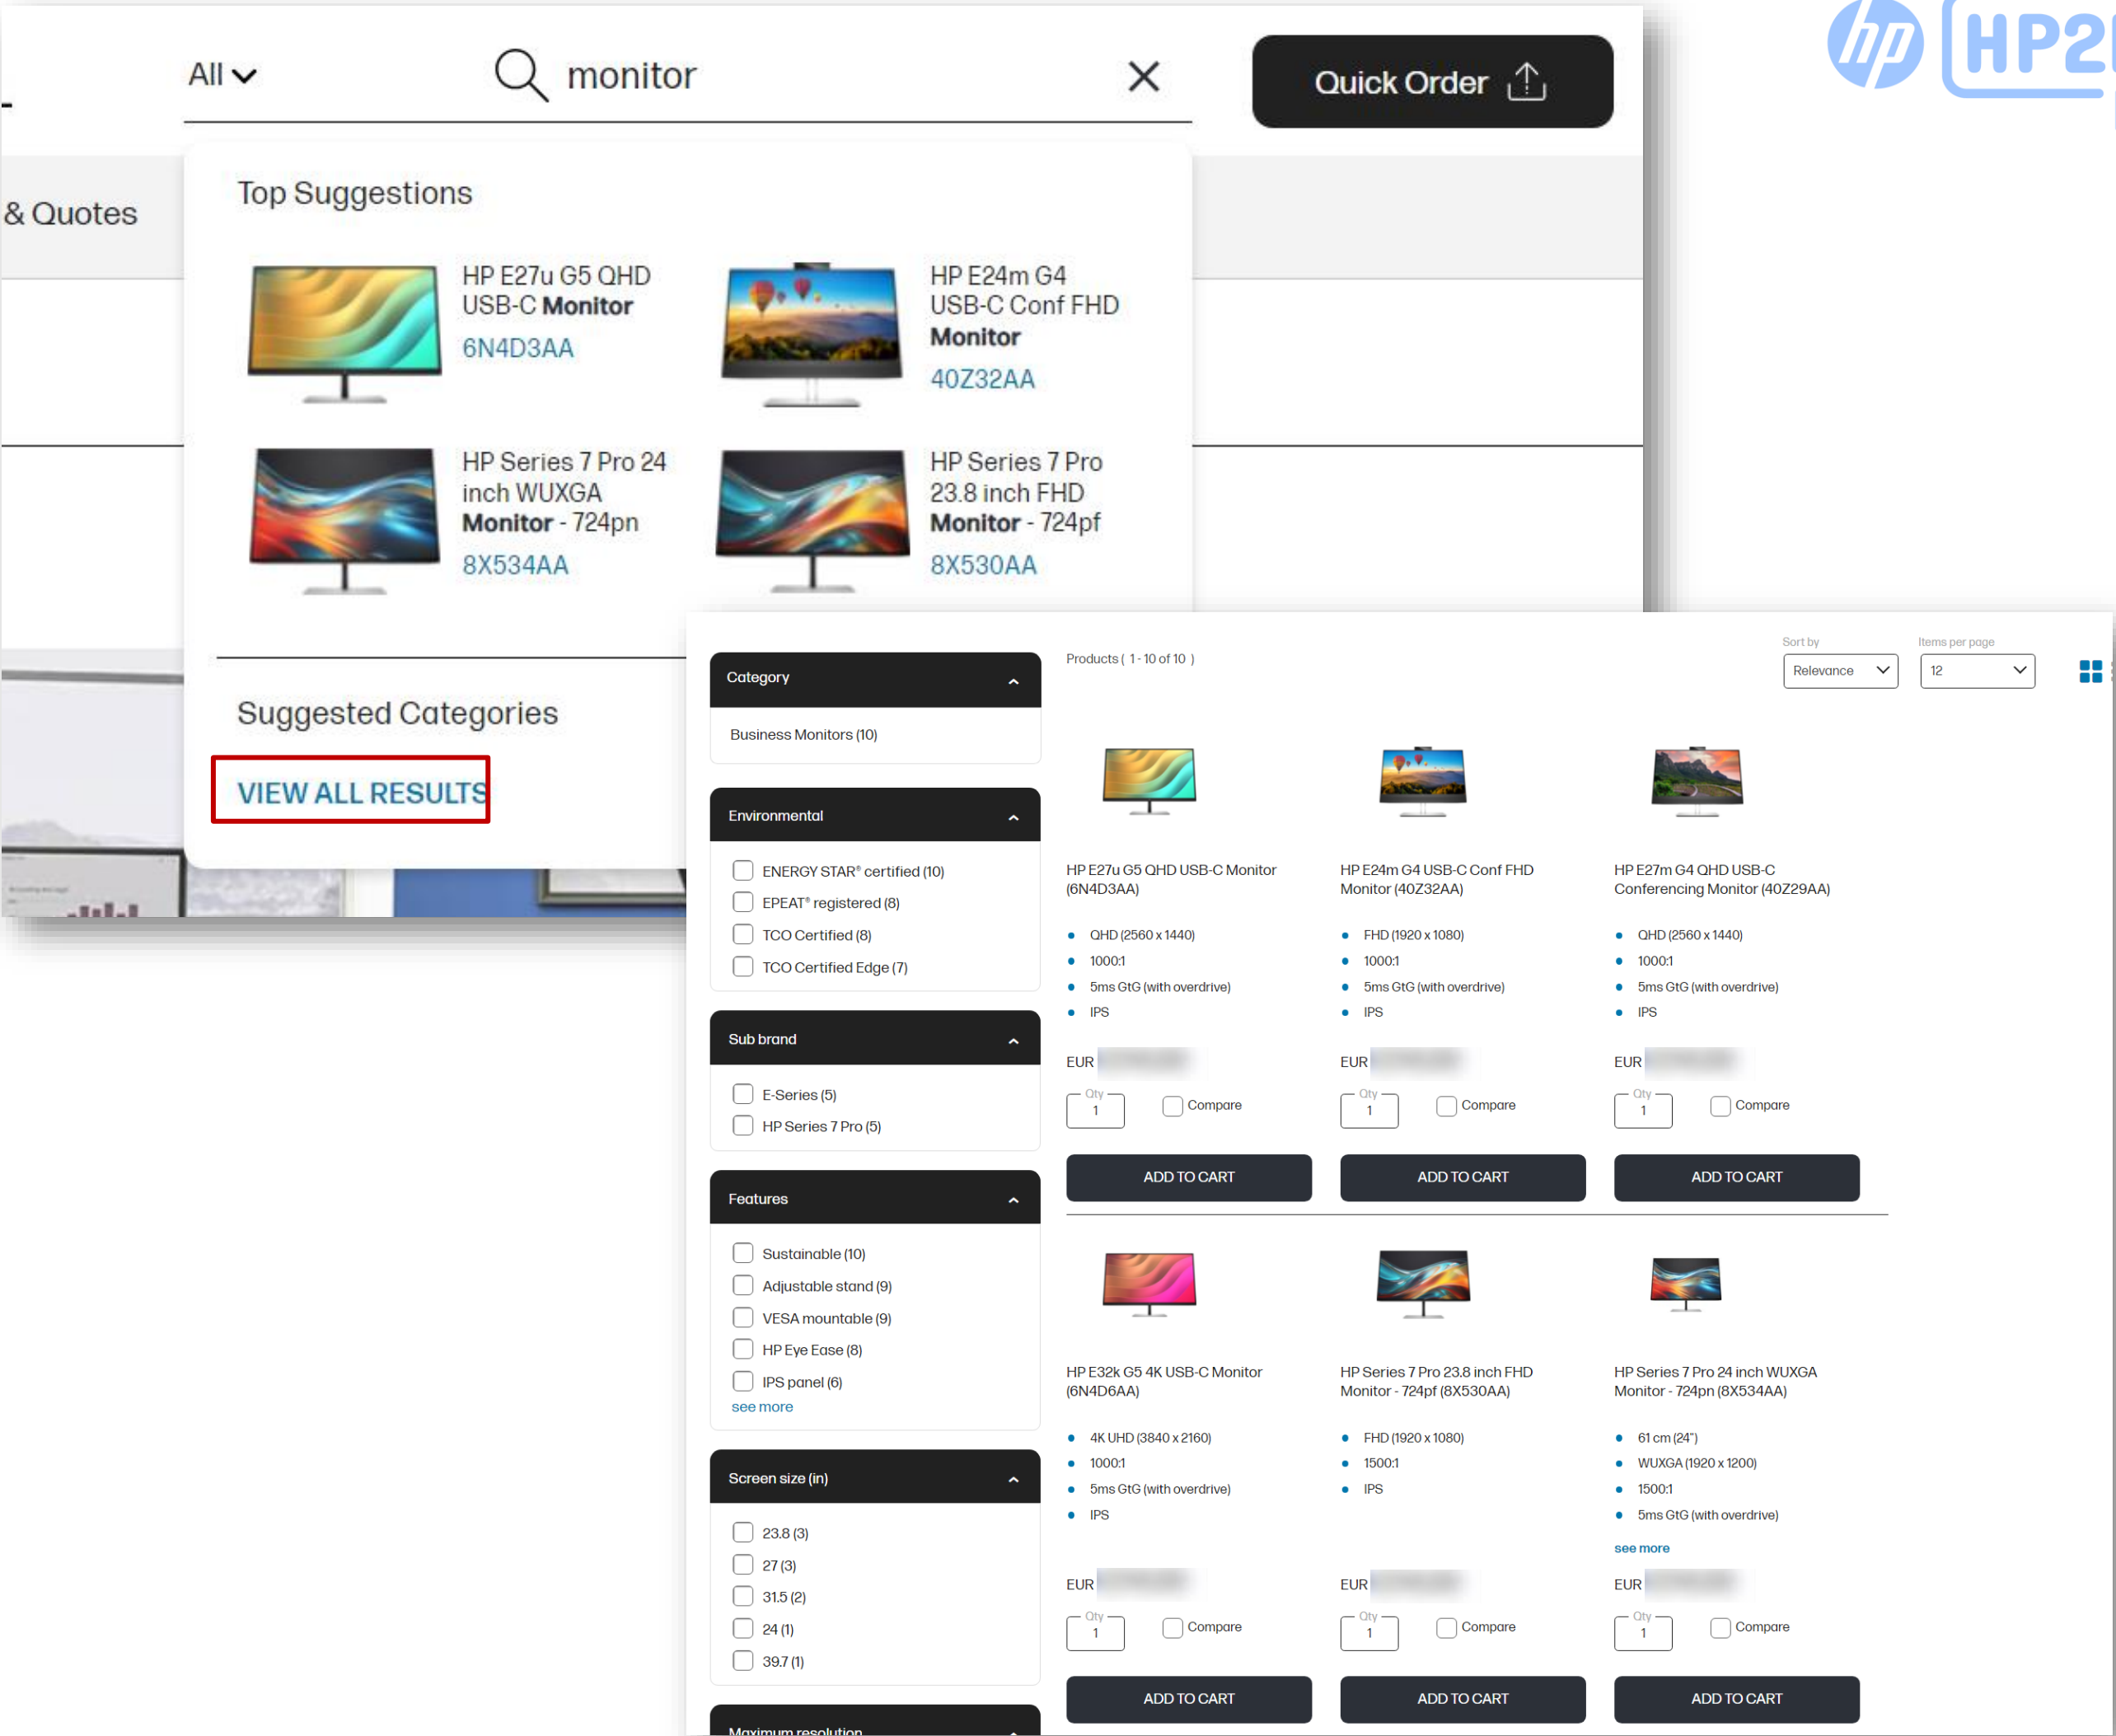 All
monitor
Quick Order
hp
HP2
& Quotes
Top Suggestions
HP E27u G5 QHD
USB-C Monitor
6N4D3AA
HP E24m G4
USB-C Conf FHD
Monitor
40Z32AA
HP Series 7 Pro 24
inch WUXGA
Monitor - 724pn
8X534AA
HP Series 7 Pro
23.8 inch FHD
Monitor - 724pf
8X530AA
Suggested Categories
VIEW ALL RESULTS
Category
Business Monitors (10)
Environmental
ENERGY STAR® certified (10)
EPEAT® registered (8)
TCO Certified (8)
TCO Certified Edge (7)
Sub brand
E-Series (5)
HP Series 7 Pro (5)
Features
Sustainable (10)
Adjustable stand (9)
VESA mountable (9)
HP Eye Ease (8)
IPS panel (6)
see more
Screen size (in)
23.8 (3)
27 (3)
31.5 (2)
24 (1)
39.7 (1)
Maximum resolution
Products ( 1 - 10 of 10 )
Sort by
Relevance
Items per page
12
HP E27u G5 QHD USB-C Monitor
(6N4D3AA)
QHD (2560 x 1440)
1000:1
5ms GtG (with overdrive)
IPS
EUR
Qty
1
Compare
ADD TO CART
HP E24m G4 USB-C Conf FHD
Monitor (40Z32AA)
FHD (1920 x 1080)
1000:1
5ms GtG (with overdrive)
IPS
EUR
Qty
1
Compare
ADD TO CART
HP E27m G4 QHD USB-C
Conferencing Monitor (40Z29AA)
QHD (2560 x 1440)
1000:1
5ms GtG (with overdrive)
IPS
EUR
Qty
1
Compare
ADD TO CART
HP E32k G5 4K USB-C Monitor
(6N4D6AA)
4K UHD (3840 x 2160)
1000:1
5ms GtG (with overdrive)
IPS
EUR
Qty
1
Compare
ADD TO CART
HP Series 7 Pro 23.8 inch FHD
Monitor - 724pf (8X530AA)
FHD (1920 x 1080)
1500:1
IPS
EUR
Qty
1
Compare
ADD TO CART
HP Series 7 Pro 24 inch WUXGA
Monitor - 724pn (8X534AA)
61 cm (24")
WUXGA (1920 x 1200)
1500:1
5ms GtG (with overdrive)
see more
EUR
Qty
1
Compare
ADD TO CART